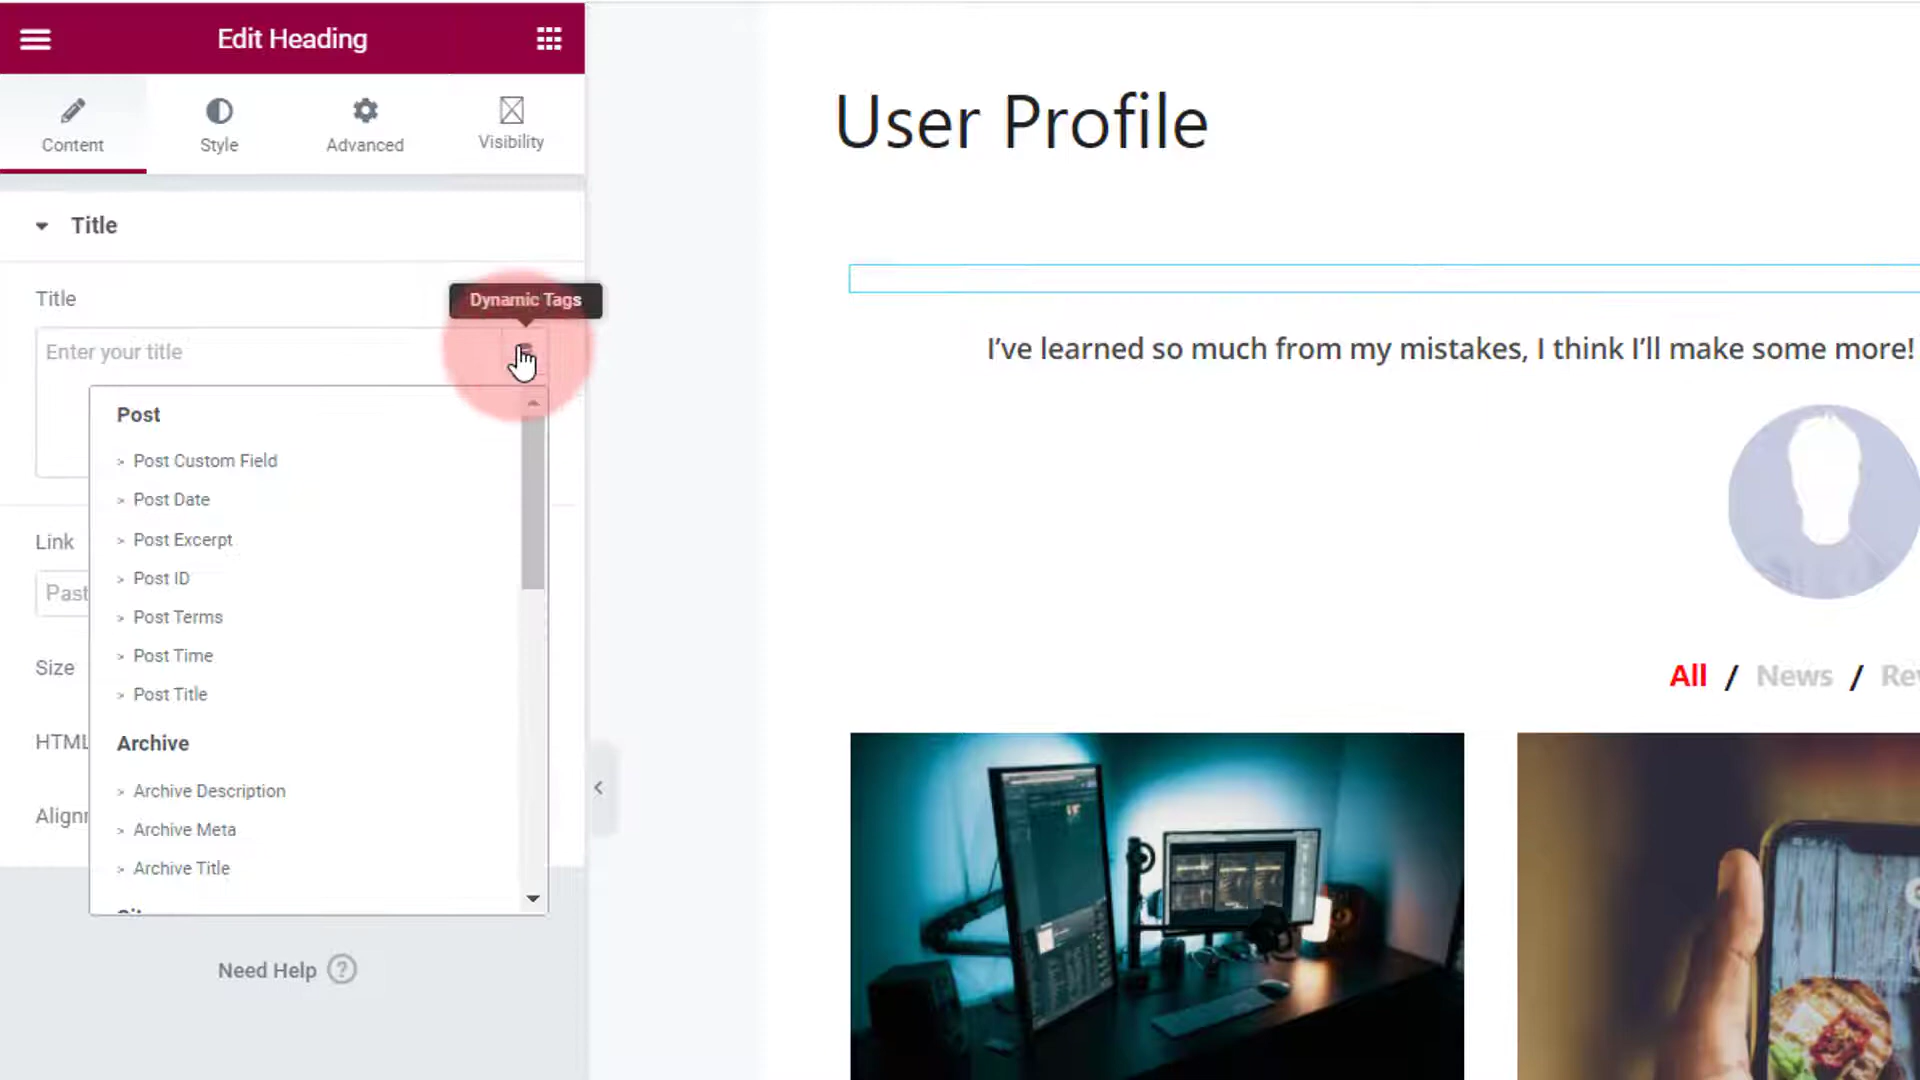 Edit Heading
Content
Style
Advanced
Visibility
Title
Title
Dynamic Tags
Enter your title
Post
> Post Custom Field
> Post Date
> Post Excerpt
> Post ID
> Post Terms
> Post Time
> Post Title
Archive
> Archive Description
> Archive Meta
> Archive Title
Link
Past
Size
HTML
Need Help ?
User Profile
I've learned so much from my mistakes, I think I'll make some more!
All / News /